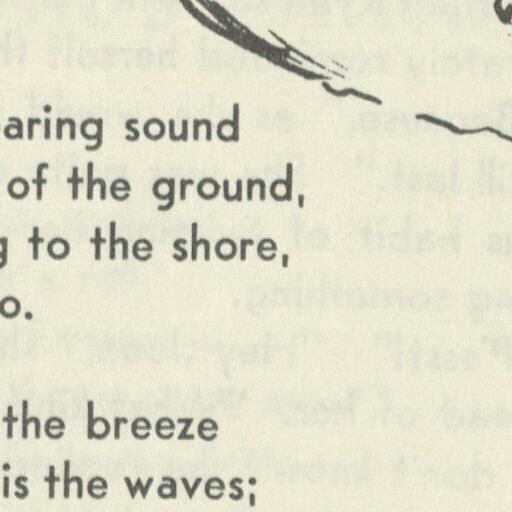 aring sound
of the ground,
g to the shore,
o.
the breeze
is the waves;